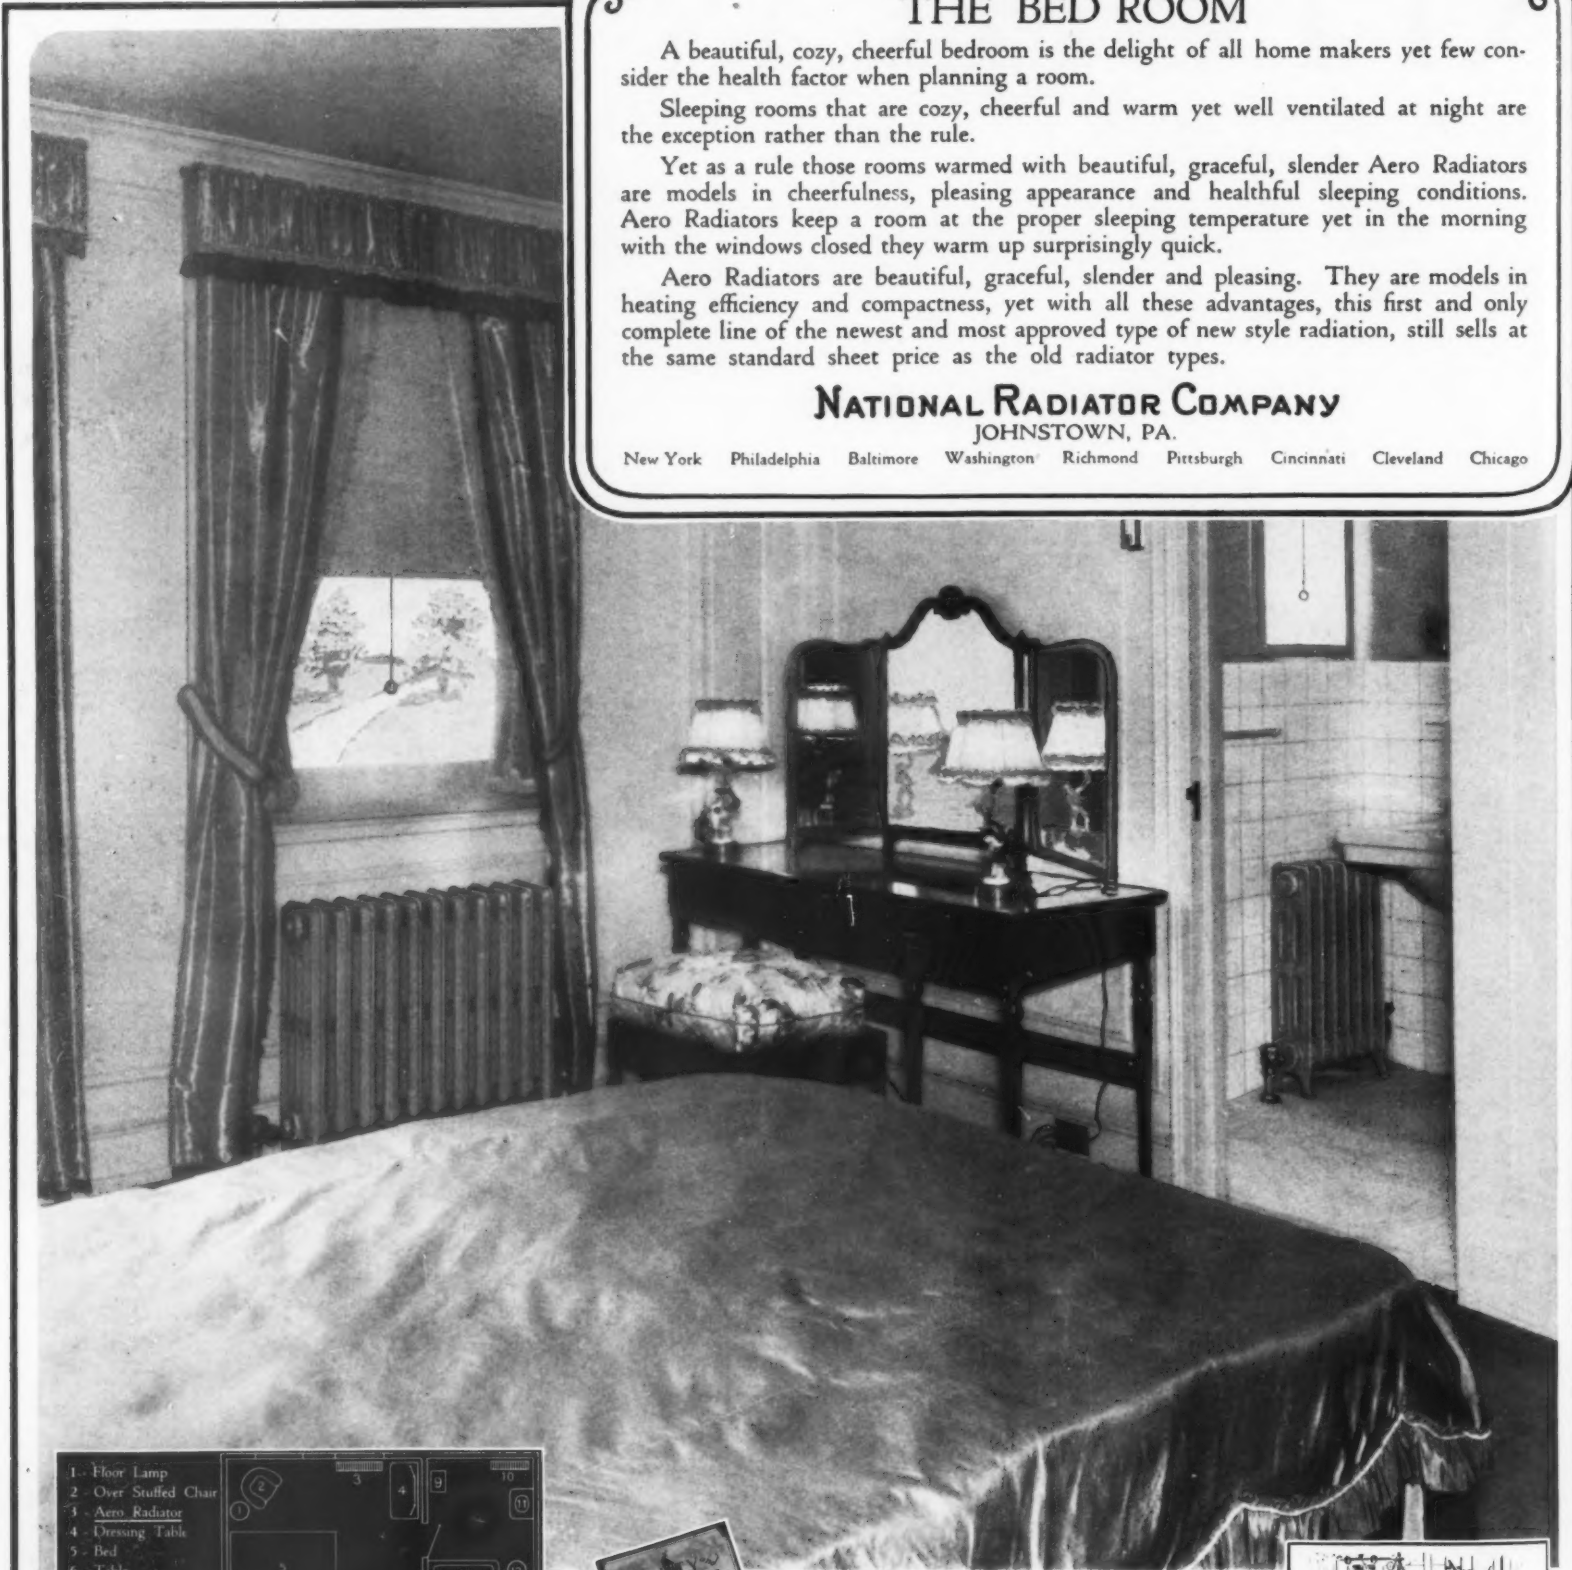 THE BED ROOM
A beautiful, cozy, cheerful bedroom is the delight of all home makers yet few con-
sider the health factor when planning a room.
Sleeping rooms that are cozy, cheerful and warm yet well ventilated at night are
the exception rather than the rule.
Yet as a rule those rooms warmed with beautiful, graceful, slender Aero Radiators
are models in cheerfulness, pleasing appearance and healthful sleeping conditions.
Aero Radiators keep a room at the proper sleeping temperature yet in the morning
with the windows closed they warm up surprisingly quick.
Aero Radiators are beautiful, graceful, slender and pleasing. They are models in
heating efficiency and compactness, yet with all these advantages, this first and only
complete line of the newest and most approved type of new style radiation, still sells at
the same standard sheet price as the old radiator types.
NATIONAL RADIATOR COMPANY
JOHNSTOWN, PA.
New York Philadelphia Baltimore Washington Richmond Pittsburgh Cincinnati Cleveland Chicago
1 - Floor Lamp
2 - Over Stuffed Chair
3 - Aero Radiator
4 - Dressing Table
5 - Bed
2
1
3
4
9
10
11